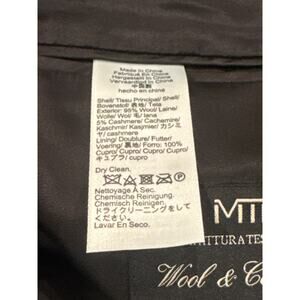 Made In China
Fabriqué En China
Hergestellt In China
Vervaardigd in China
中国製
hecho en china
Shell/ Tissu Principal/ Shell/
Bovenstof/ 表地/ Tela
Exterior: 95% Wool/ Laine/
Wolle/ Wol/ 毛/ lana
5% Cashmere/ Cachemire/
Kaschmir/ Kasjmier/ カシミ
ヤ/ cashmere
Lining/ Doublure/ Futter/
Voering/ 裏地/ Forro: 100%
Cupro/ Cupro/ Cupro/ Cupro
キュプラ/ cupro
Dry Clean.
Nettoyage À Sec.
Chemische Reinigung.
Chemisch Reinigen.
ドライクリーニングをしてく
ださい。
Lavar En Seco.
MT
ATTURATES
Wool & C